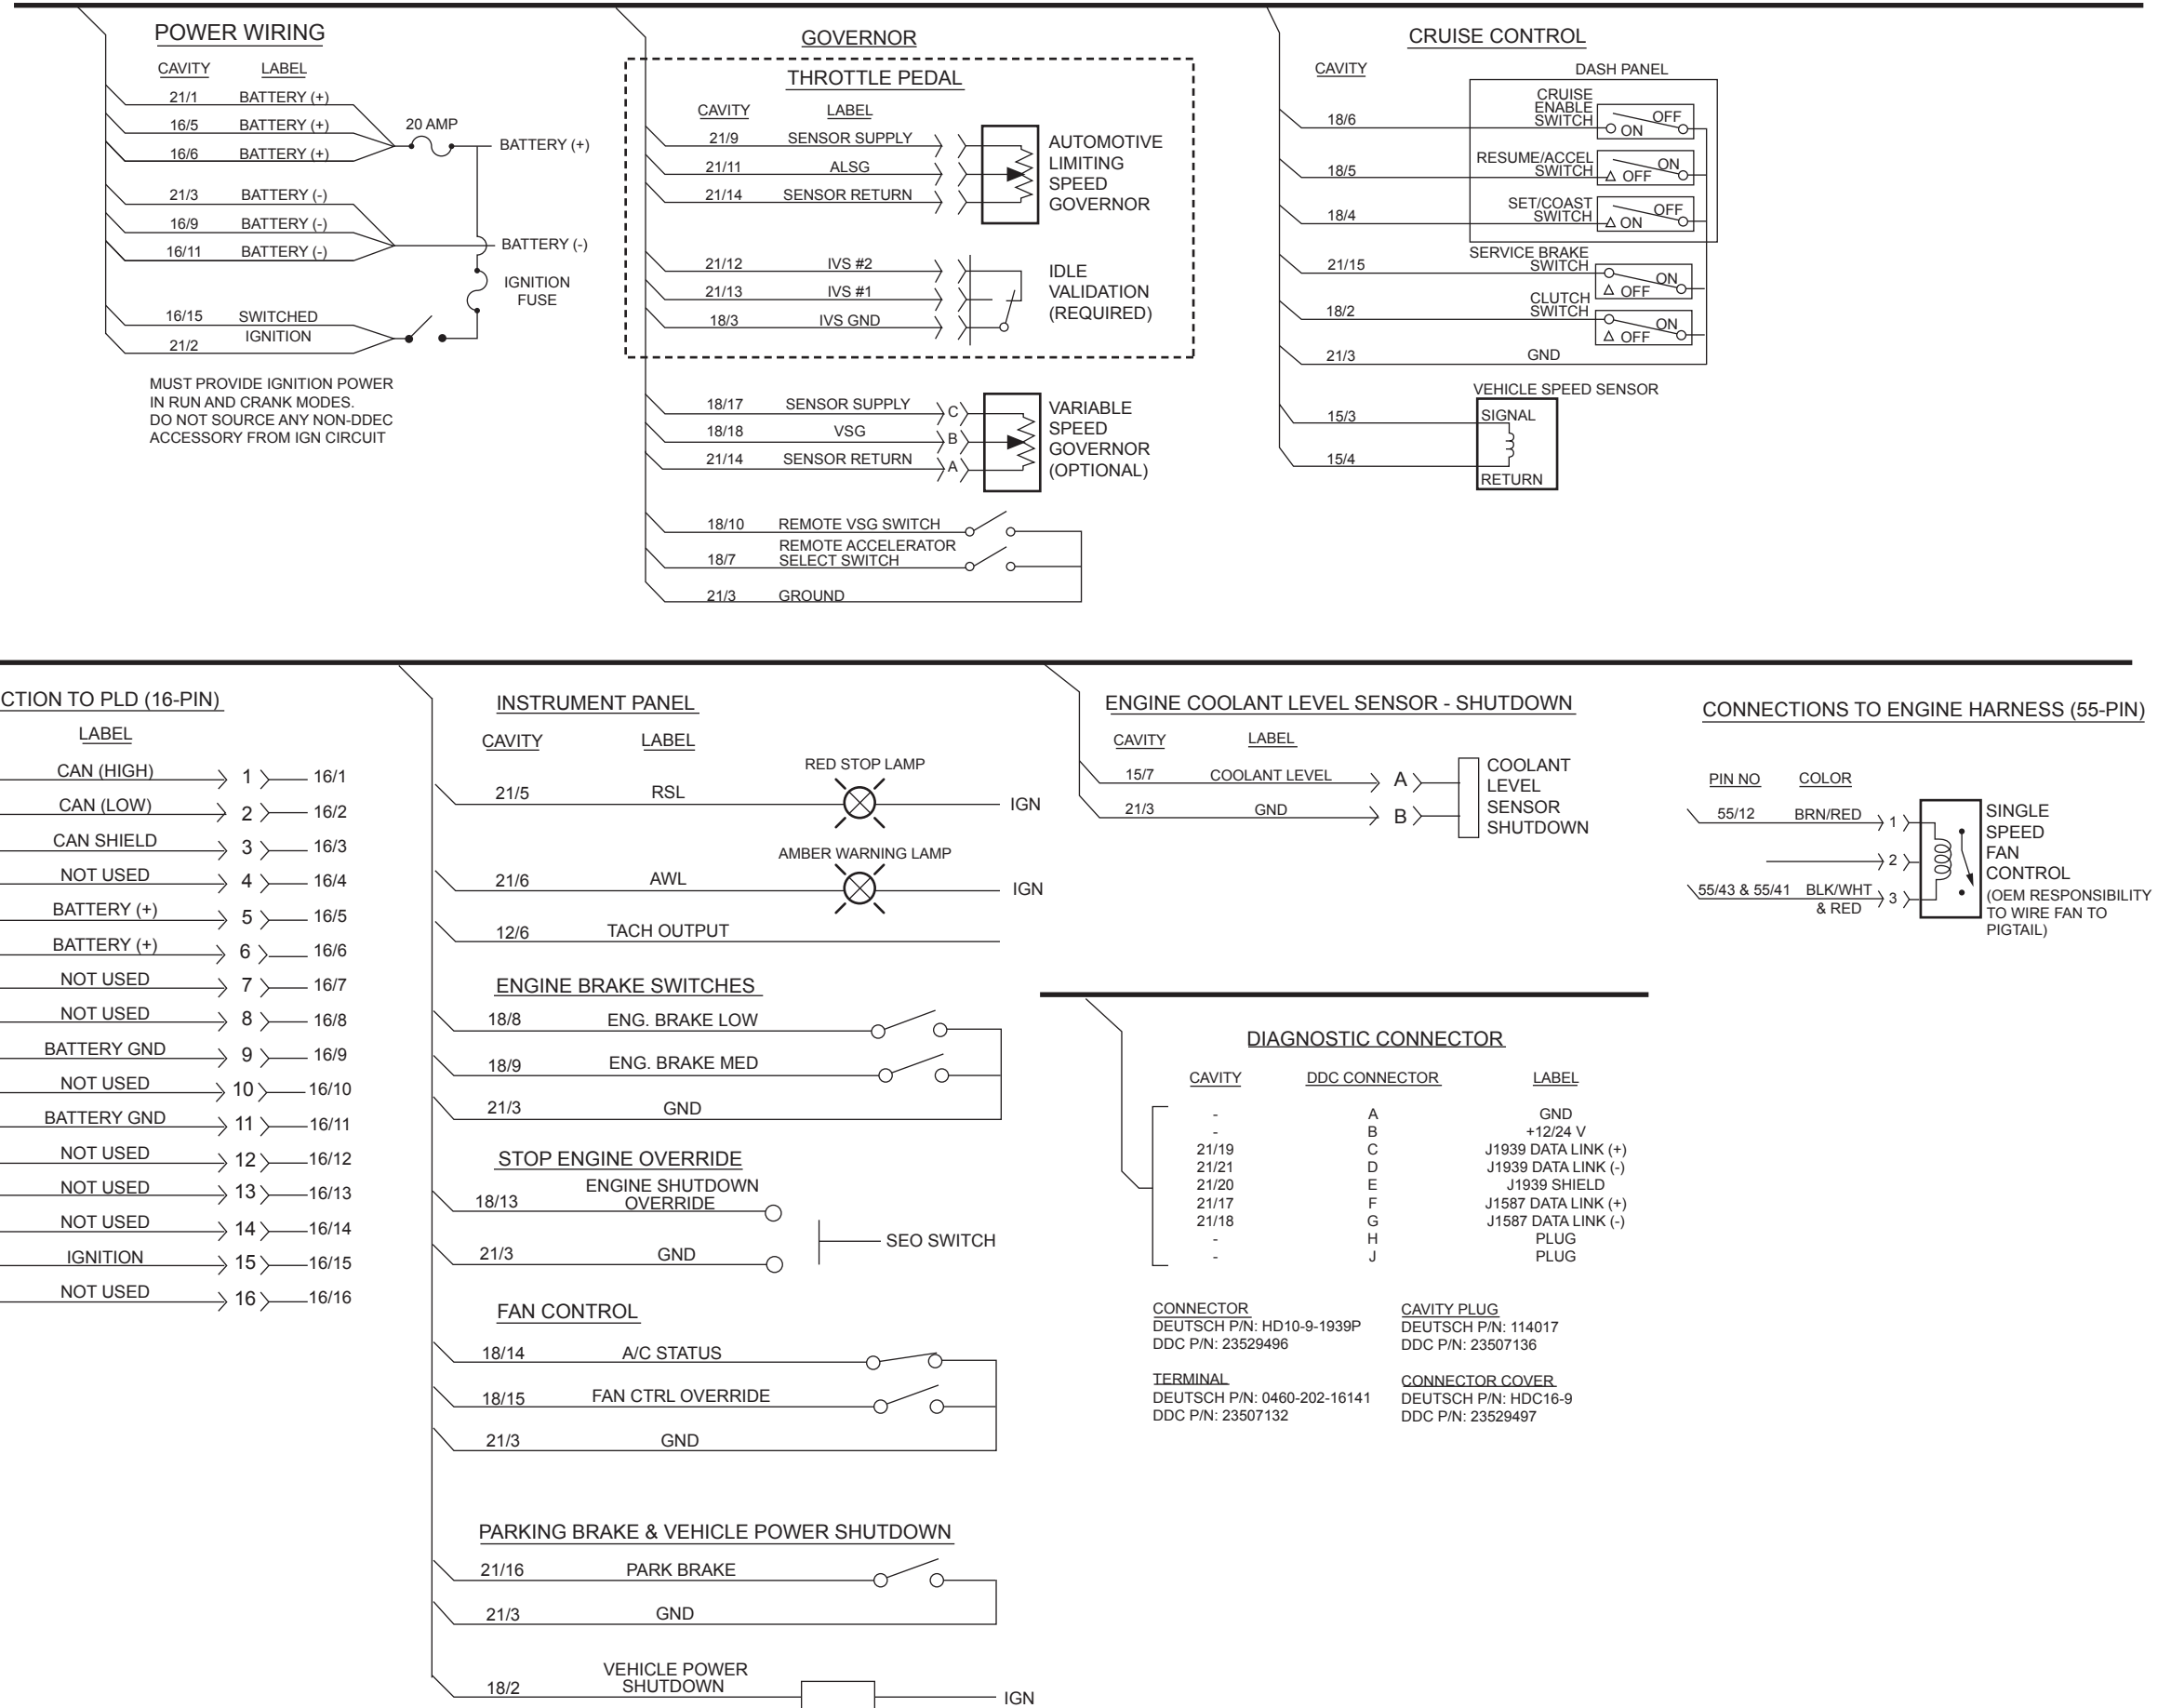 POWER WIRING
CAVITY LABEL
21/1 BATTERY (+)
16/5 BATTERY (+)
16/6 BATTERY (+)
20 AMP
BATTERY (+)
21/3 BATTERY (-)
16/9 BATTERY (-)
16/11 BATTERY (-)
BATTERY (-)
IGNITION
FUSE
16/15 SWITCHED
IGNITION
21/2
MUST PROVIDE IGNITION POWER
IN RUN AND CRANK MODES.
DO NOT SOURCE ANY NON-DDEC
ACCESSORY FROM IGN CIRCUIT
GOVERNOR
THROTTLE PEDAL
CAVITY LABEL
21/9 SENSOR SUPPLY
21/11 ALSG
21/14 SENSOR RETURN
AUTOMOTIVE
LIMITING
SPEED
GOVERNOR
21/12 IVS #2
21/13 IVS #1
18/3 IVS GND
IDLE
VALIDATION
(REQUIRED)
18/17 SENSOR SUPPLY C
18/18 VSG B
21/14 SENSOR RETURN A
VARIABLE
SPEED
GOVERNOR
(OPTIONAL)
18/10 REMOTE VSG SWITCH
REMOTE ACCELERATOR
18/7 SELECT SWITCH
21/3 GROUND
CRUISE CONTROL
CAVITY
DASH PANEL
CRUISE
ENABLE
18/6 SWITCH ON OFF
RESUME/ACCEL
18/5 SWITCH Δ OFF ON
SET/COAST
18/4 SWITCH Δ ON OFF
SERVICE BRAKE
21/15 SWITCH
Δ OFF ON
CLUTCH
18/2 SWITCH
Δ OFF ON
21/3 GND
VEHICLE SPEED SENSOR
15/3 SIGNAL
15/4
RETURN
CTION TO PLD (16-PIN)
LABEL
CAN (HIGH) 1 16/1
CAN (LOW) 2 16/2
CAN SHIELD 3 16/3
NOT USED 4 16/4
BATTERY (+) 5 16/5
BATTERY (+) 6 16/6
NOT USED 7 16/7
NOT USED 8 16/8
BATTERY GND 9 16/9
NOT USED 10 16/10
BATTERY GND 11 16/11
NOT USED 12 16/12
NOT USED 13 16/13
NOT USED 14 16/14
IGNITION 15 16/15
NOT USED 16 16/16
INSTRUMENT PANEL
CAVITY LABEL
RED STOP LAMP
21/5 RSL IGN
AMBER WARNING LAMP
21/6 AWL IGN
12/6 TACH OUTPUT
ENGINE BRAKE SWITCHES
18/8 ENG. BRAKE LOW
18/9 ENG. BRAKE MED
21/3 GND
STOP ENGINE OVERRIDE
ENGINE SHUTDOWN
18/13 OVERRIDE
SEO SWITCH
21/3 GND
FAN CONTROL
18/14 A/C STATUS
18/15 FAN CTRL OVERRIDE
21/3 GND
PARKING BRAKE & VEHICLE POWER SHUTDOWN
21/16 PARK BRAKE
21/3 GND
VEHICLE POWER
18/2 SHUTDOWN IGN
ENGINE COOLANT LEVEL SENSOR - SHUTDOWN
CAVITY LABEL
15/7 COOLANT LEVEL A
21/3 GND B
COOLANT
LEVEL
SENSOR
SHUTDOWN
CONNECTIONS TO ENGINE HARNESS (55-PIN)
PIN NO COLOR
55/12 BRN/RED 1
2
55/43 & 55/41 BLK/WHT 3
& RED
SINGLE
SPEED
FAN
CONTROL
(OEM RESPONSIBILITY
TO WIRE FAN TO
PIGTAIL)
DIAGNOSTIC CONNECTOR
CAVITY DDC CONNECTOR LABEL
- A GND
- B +12/24 V
21/19 C J1939 DATA LINK (+)
21/21 D J1939 DATA LINK (-)
21/20 E J1939 SHIELD
21/17 F J1587 DATA LINK (+)
21/18 G J1587 DATA LINK (-)
- H PLUG
- J PLUG
CONNECTOR
DEUTSCH P/N: HD10-9-1939P
DDC P/N: 23529496
CAVITY PLUG
DEUTSCH P/N: 114017
DDC P/N: 23507136
TERMINAL
DEUTSCH P/N: 0460-202-16141
DDC P/N: 23507132
CONNECTOR COVER
DEUTSCH P/N: HDC16-9
DDC P/N: 23529497